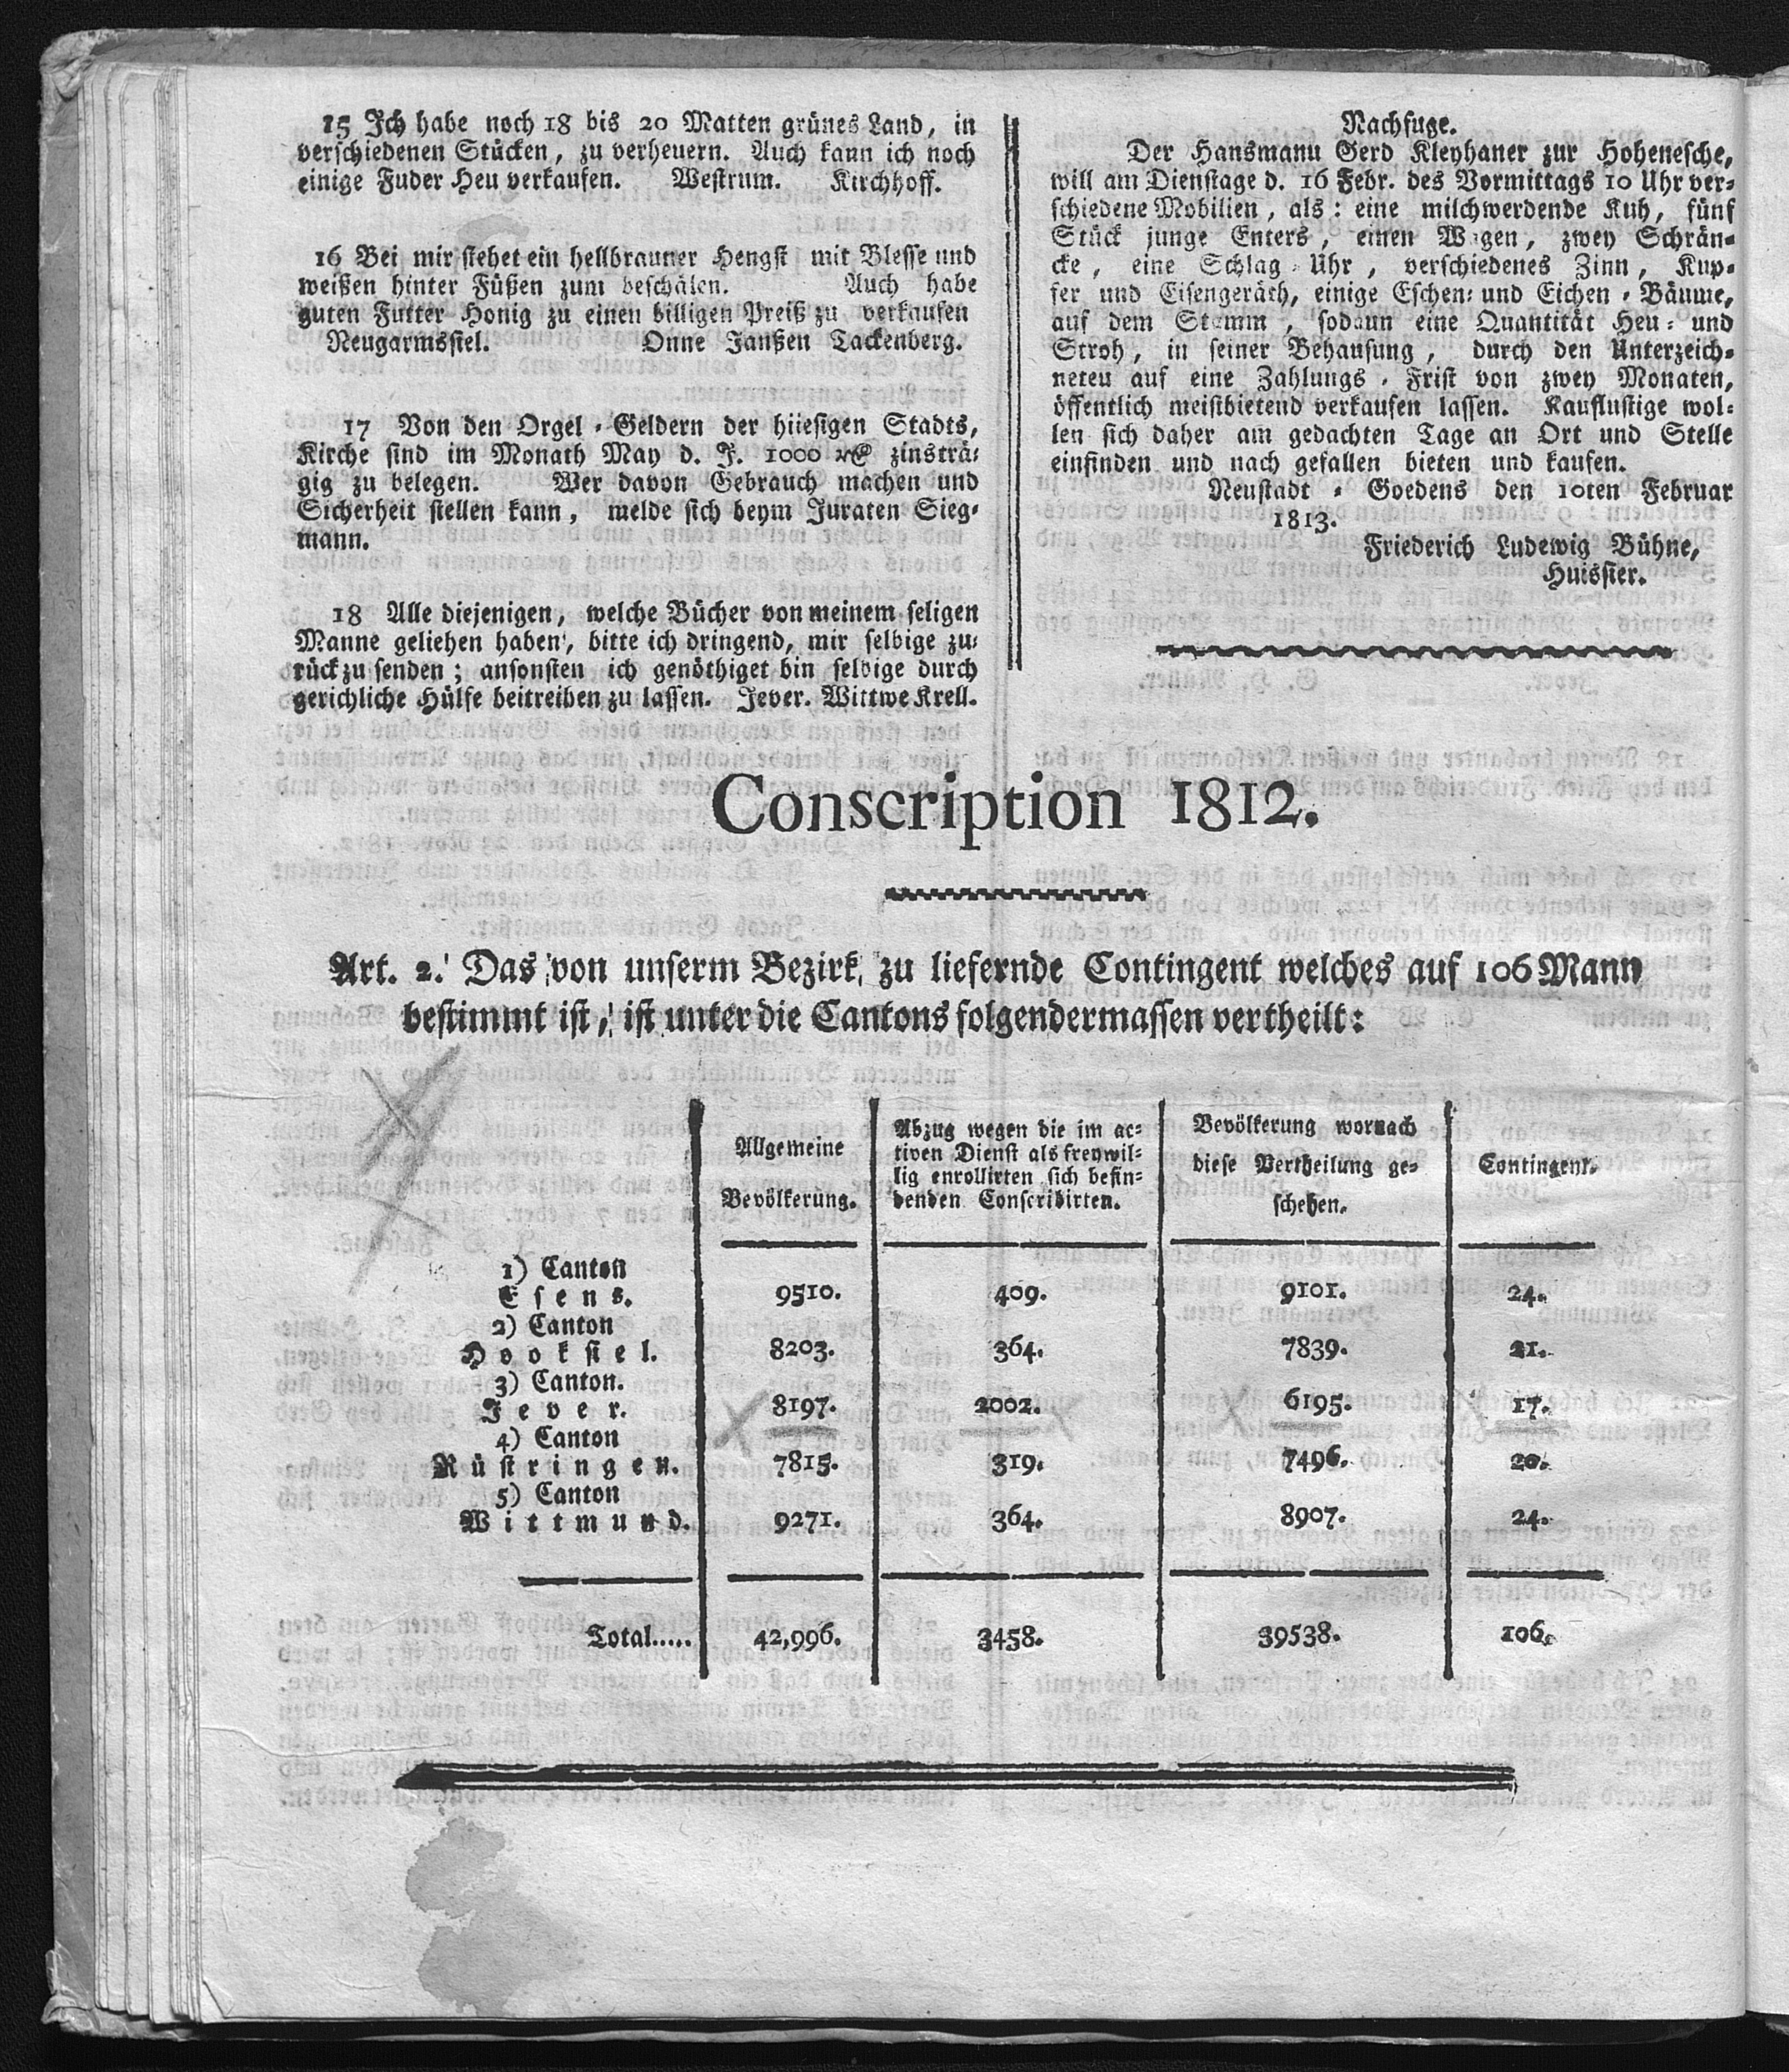 15 Ich habe noch 18 bis 20 Matten grünes Land, in
verschiedenen Stücken, zu verheuern. Auch kann ich noch
einige Fuder Heu verkaufen. Westrum. Kirchhoff.
16 Bei mir stehet ein hellbrauner Hengst mit Blesse und
weißen hinter Füßen zum beschälen. Auch habe
guten Futter Honig zu einen billigen Preiß zu verkaufen
Neugarmssiel. Onne Janßen Tackenberg.
17 Von den Orgel-Geldern der hiiesigen Stadts,
Kirche sind im Monath May d. J. 1000 zinsträ-
gig zu belegen. Wer davon Gebrauch machen und
Sicherheit stellen kann, melde sich beym Juraten Sieg-
mann.
18 Alle diejenigen, welche Bücher von meinem seligen
Manne geliehen haben, bitte ich dringend, mir selbige zu-
rück zu senden; ansonsten ich genöthiget bin selbige durch
gerichliche Hülfe beitreiben zu lassen. Jever. Wittwe Krell.
Nachfuge.
Der Hansmanu Gerd Kleyhaner zur Hohenesche,
will am Dienstage d. 16 Febr. des Vormittags 10 Uhr ver-
schiedene Mobilien, als: eine milchwerdende Kuh, fünf
Stück junge Enters, einen Wagen, zwey Schrän-
cke, eine Schlag-Uhr, verschiedenes Zinn, Kup-
fer und Eisengeräth, einige Eschen- und Eichen-Bäume,
auf dem Stamm, sodaun eine Quantität Heu- und
Stroh, in seiner Behausung, durch den Unterzeich-
neteu auf eine Zahlungs-Frist von zwey Monaten,
öffentlich meistbietend verkaufen lassen. Kauflustige wol-
len sich daher am gedachten Tage an Ort und Stelle
einfinden und nach gefallen bieten und kaufen.
Neustadt-Goedens den 10ten Februar
1813.
Friederich Ludewig Bühne,
Huissier.
Conscription 1812.
Art. 2. Das von unserm Bezirk zu liefernde Contingent welches auf 106 Mann
bestimmt ist, ist unter die Cantons folgendermassen vertheilt:
Allgemeine
Bevölkerung.
Abzug wegen die im ac-
tiven Dienst als freywil-
lig enrollirten sich befin-
denden Conscribirten.
Bevölkerung wornach
diese Vertheilung ge-
schehen.
Contingent.
1) Canton
Esens. 9510. 409. 9101. 24.
2) Canton
Hooksiel. 8203. 364. 7839. 21.
3) Canton.
Jever. 8197. 2002. 6195. 17.
4) Canton
Rüstringen. 7815. 319. 7496. 20.
5) Canton
Wittmund. 9271. 364. 8907. 24.
Total..... 42,996. 3458. 39538. 106.